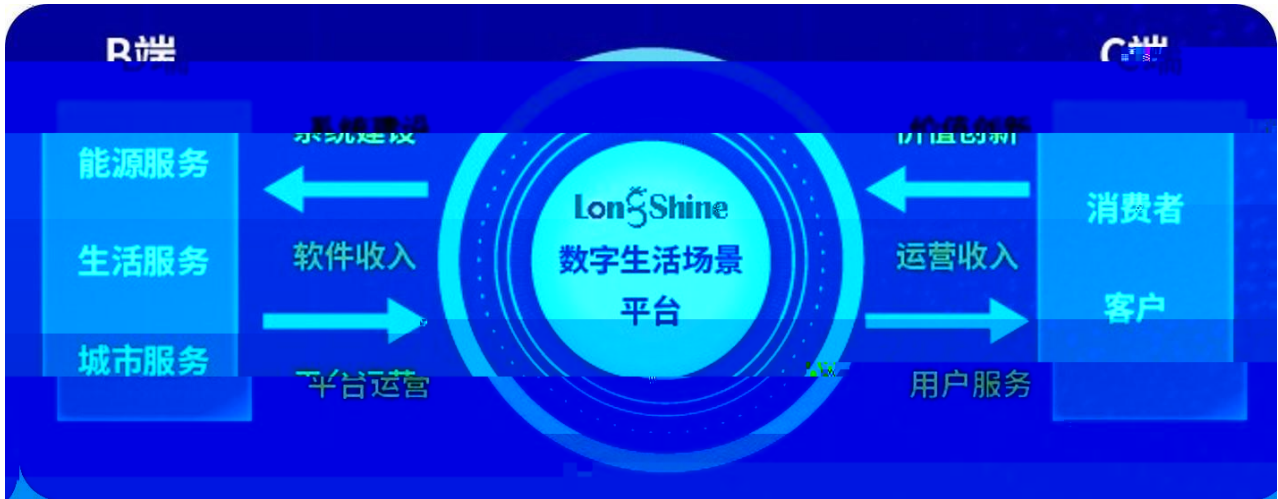 B端
C端
系统建设
价值创新
能源服务
消费者
LongShine
软件收入
数字生活场景
运营收入
生活服务
平台
客户
城市服务
平台运营
用户服务